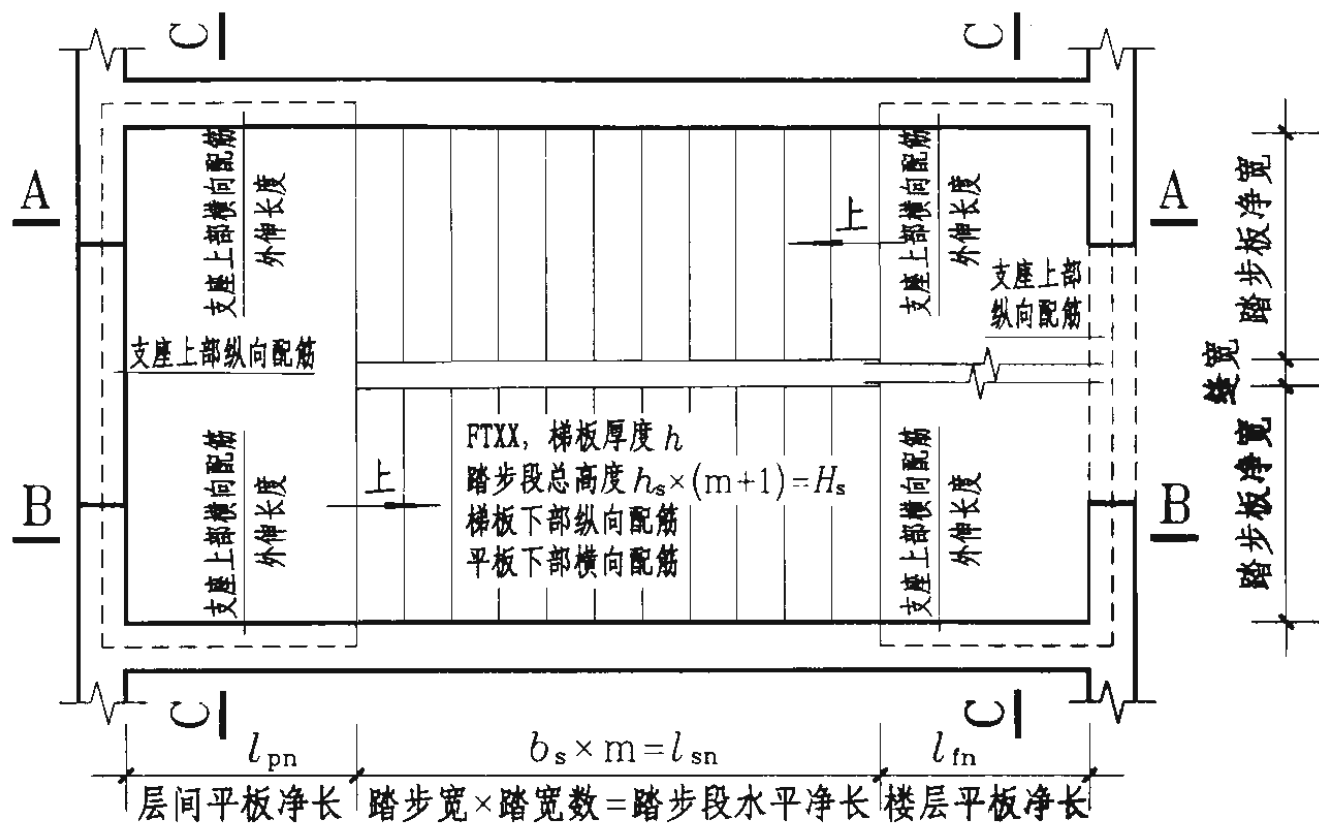 C
C
A
A
支座上部横向配筋
外伸长度
支座上部横向配筋
外伸长度
上
支座上部
纵向配筋
踏步板净宽
支座上部纵向配筋
缝宽
B
B
支座上部横向配筋
外伸长度
上
FTXX, 梯板厚度 h
踏步段总高度 hₛ×(m+1)=Hₛ
梯板下部纵向配筋
平板下部横向配筋
支座上部横向配筋
外伸长度
踏步板净宽
C
C
lₚₙ
bₛ×m=lₛₙ
l_fn
层间平板净长
踏步宽×踏宽数=踏步段水平净长
楼层平板净长